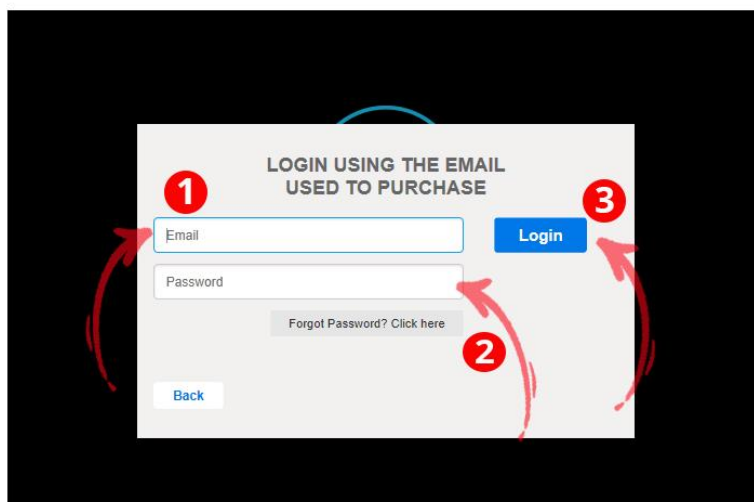 LOGIN USING THE EMAIL
USED TO PURCHASE
1
3
Email
Login
Password
Forgot Password? Click here
2
Back